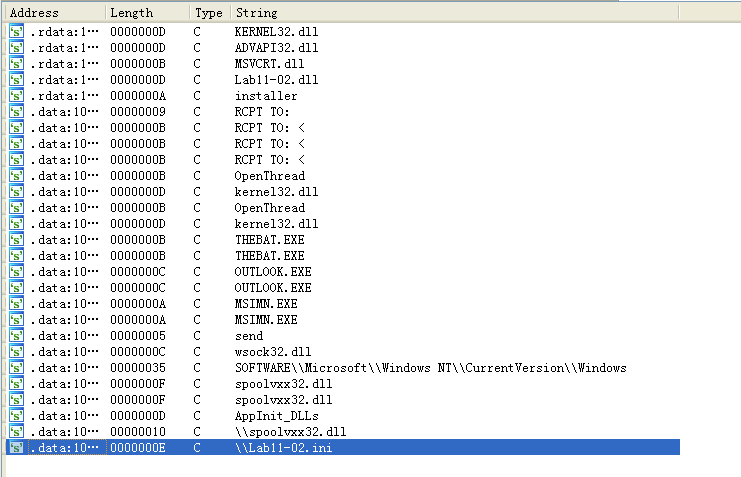 Address Length Type String
.rdata:1… 0000000D C KERNEL32.dll
.rdata:1… 0000000D C ADVAPI32.dll
.rdata:1… 0000000B C MSVCRT.dll
.rdata:1… 0000000D C Lab11-02.dll
.rdata:1… 0000000A C installer
.data:10… 00000009 C RCPT TO:
.data:10… 0000000B C RCPT TO: <
.data:10… 0000000B C RCPT TO: <
.data:10… 0000000B C RCPT TO: <
.data:10… 0000000B C OpenThread
.data:10… 0000000D C kernel32.dll
.data:10… 0000000B C OpenThread
.data:10… 0000000D C kernel32.dll
.data:10… 0000000B C THEBAT.EXE
.data:10… 0000000B C THEBAT.EXE
.data:10… 0000000C C OUTLOOK.EXE
.data:10… 0000000C C OUTLOOK.EXE
.data:10… 0000000A C MSIMN.EXE
.data:10… 0000000A C MSIMN.EXE
.data:10… 00000005 C send
.data:10… 0000000C C wsock32.dll
.data:10… 00000035 C SOFTWARE\\Microsoft\\Windows NT\\CurrentVersion\\Windows
.data:10… 0000000F C spoolvxx32.dll
.data:10… 0000000F C spoolvxx32.dll
.data:10… 0000000D C AppInit_DLLs
.data:10… 00000010 C \\spoolvxx32.dll
.data:10… 0000000E C \\Lab11-02.ini